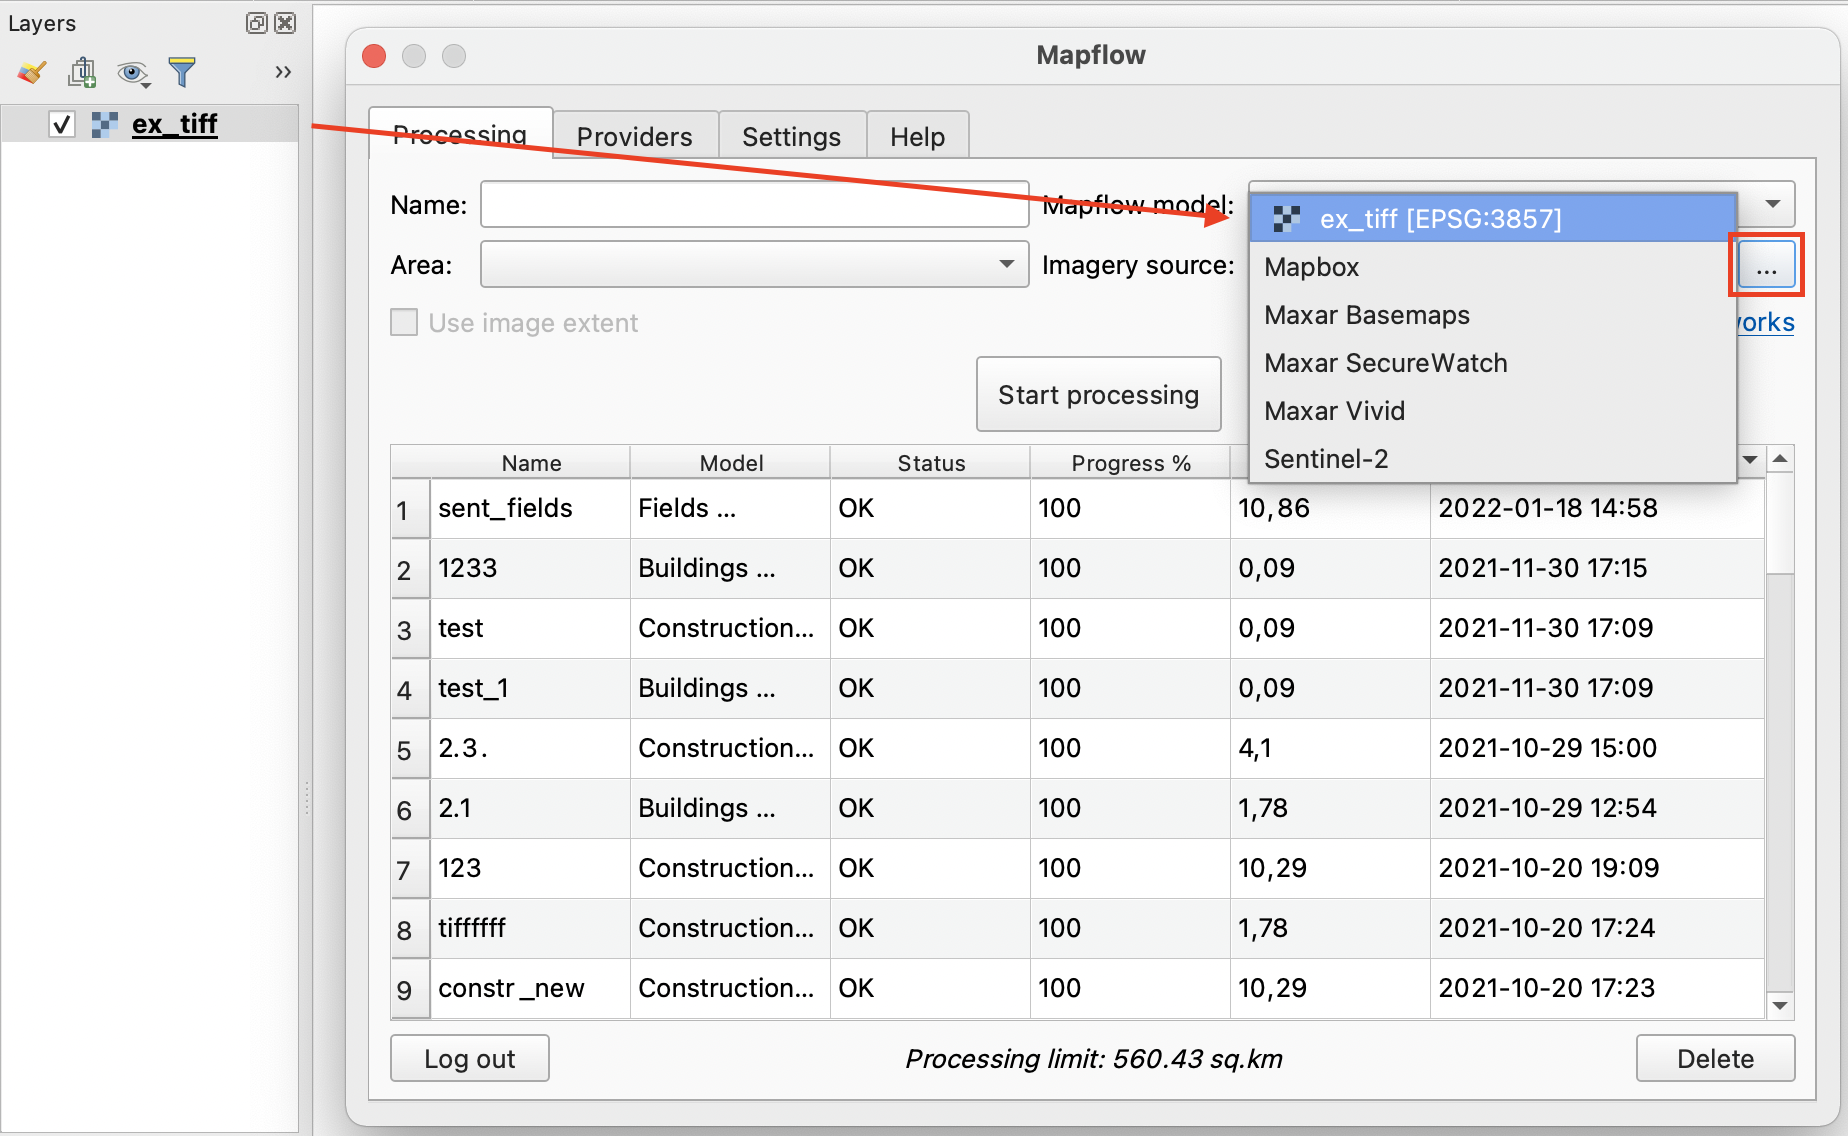 Layers
ex_tiff
Mapflow
Processing Providers Settings Help
Name:
Mapflow model:
ex_tiff [EPSG:3857]
Area:
Imagery source:
...
Mapbox
Maxar Basemaps
Maxar SecureWatch
Maxar Vivid
Sentinel-2
Use image extent
Start processing
Name Model Status Progress %
1 sent_fields Fields ... OK 100 10,86 2022-01-18 14:58
2 1233 Buildings ... OK 100 0,09 2021-11-30 17:15
3 test Construction... OK 100 0,09 2021-11-30 17:09
4 test_1 Buildings ... OK 100 0,09 2021-11-30 17:09
5 2.3. Construction... OK 100 4,1 2021-10-29 15:00
6 2.1 Buildings ... OK 100 1,78 2021-10-29 12:54
7 123 Construction... OK 100 10,29 2021-10-20 19:09
8 tifffffff Construction... OK 100 1,78 2021-10-20 17:24
9 constr_new Construction... OK 100 10,29 2021-10-20 17:23
Log out
Processing limit: 560.43 sq.km
Delete